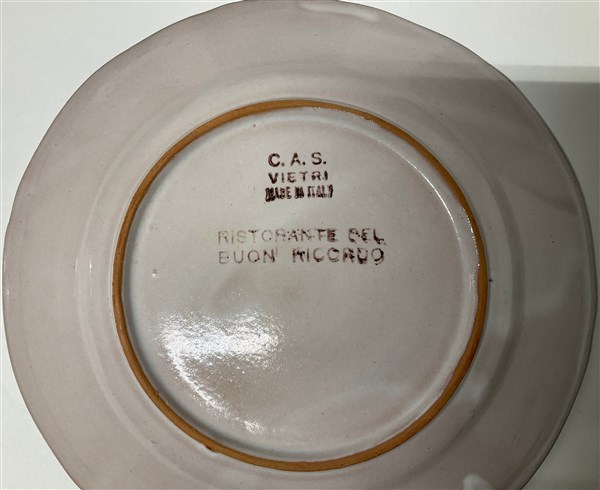 C.A.S.
VIETRI
MADE IN ITALY
RISTORANTE DEL
BUON RICORDO